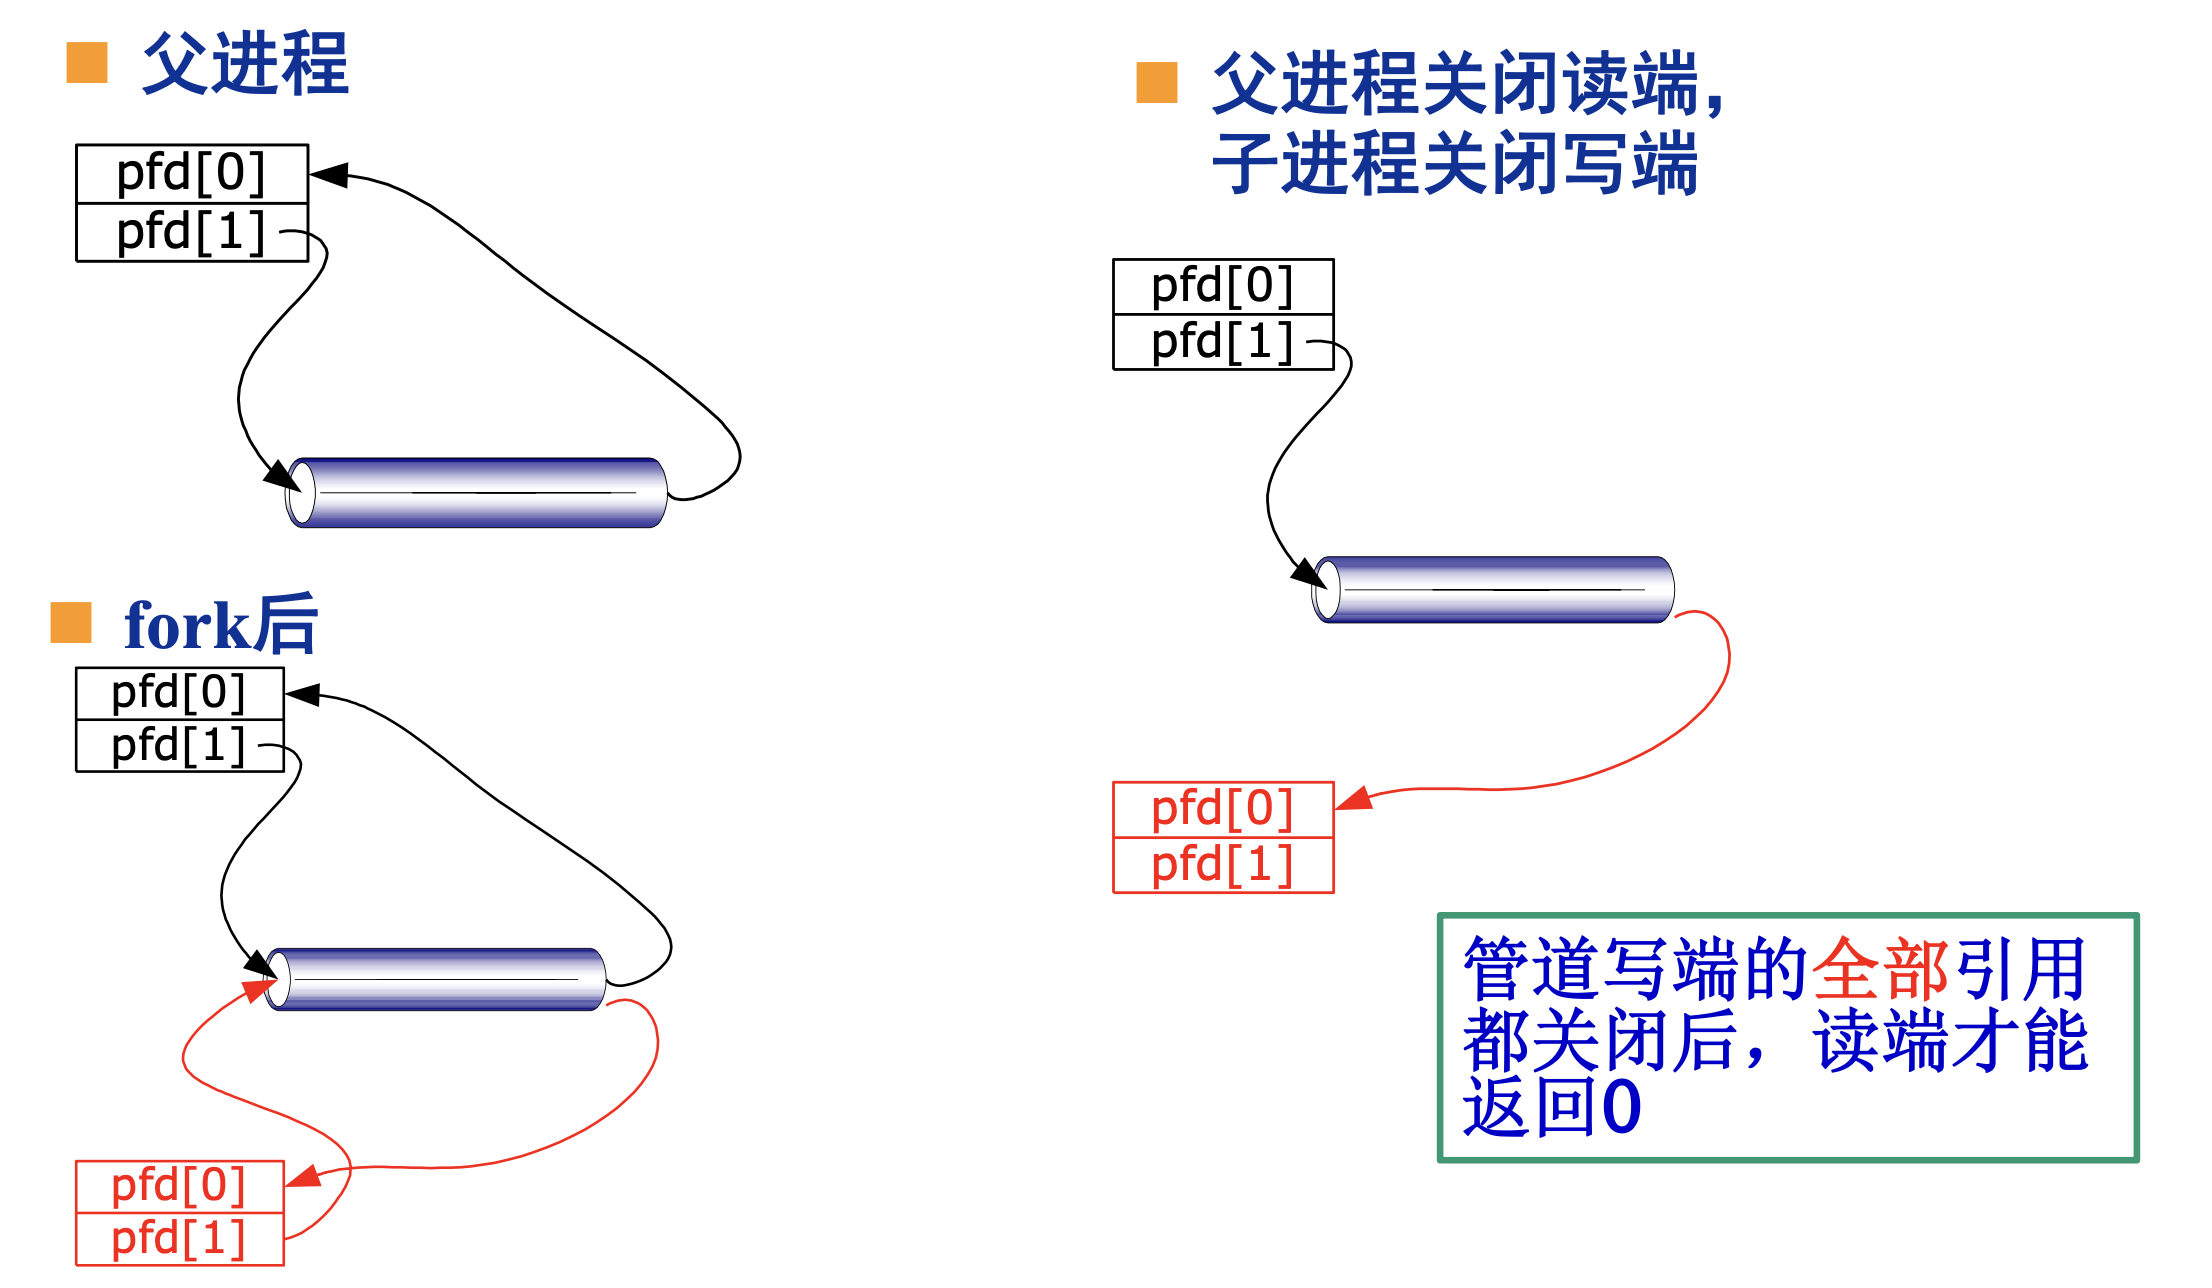 父进程
pfd[0]
pfd[1]
fork后
pfd[0]
pfd[1]
pfd[0]
pfd[1]
父进程关闭读端，
子进程关闭写端
pfd[0]
pfd[1]
pfd[0]
pfd[1]
管道写端的全部引用
都关闭后，读端才能
返回0